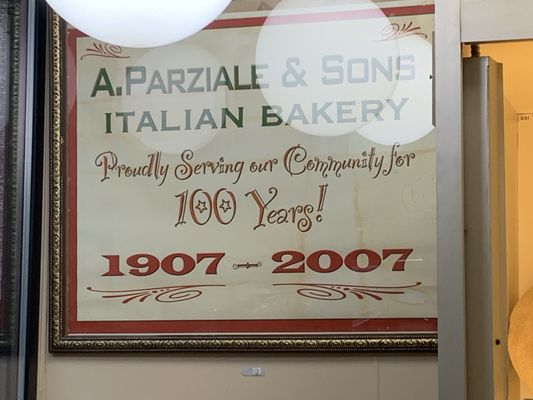 A. PARZIALE & SONS
ITALIAN BAKERY
Proudly Serving our Community for
100 Years!
1907 - 2007